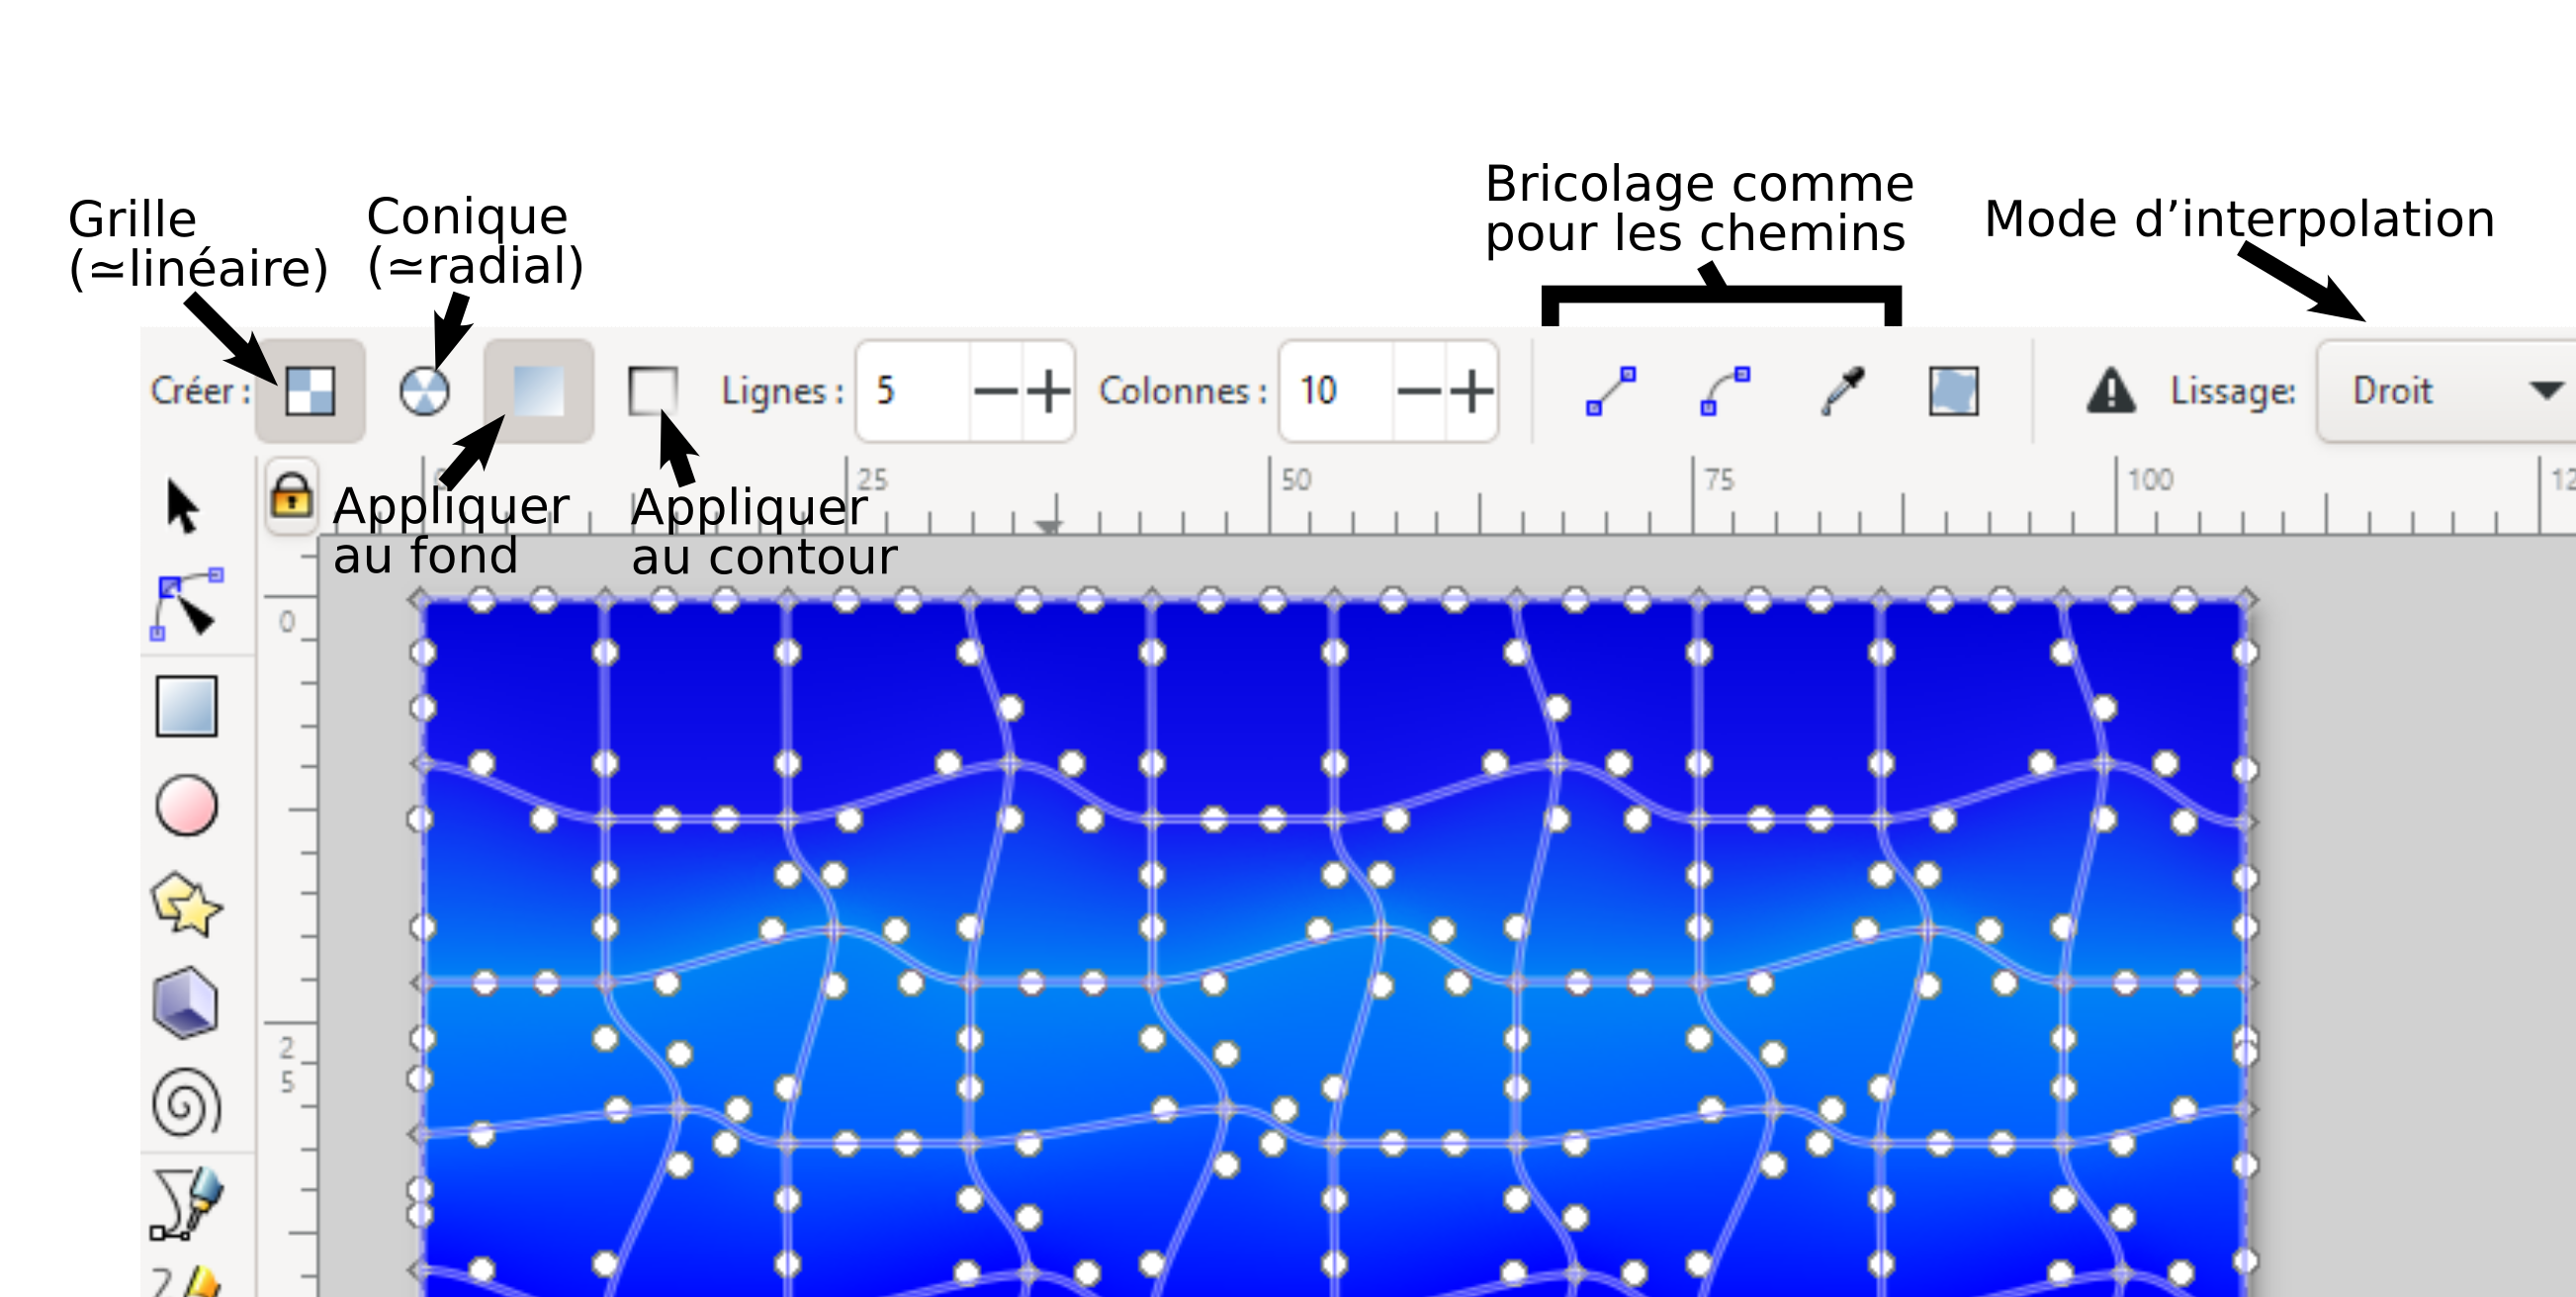 Grille
(≃linéaire)
Conique
(≃radial)
Bricolage comme
pour les chemins
Mode d’interpolation
Créer :
Lignes :
5
Colonnes :
10
Lissage:
Droit
25
50
75
100
Appliquer
au fond
Appliquer
au contour
0
2
5